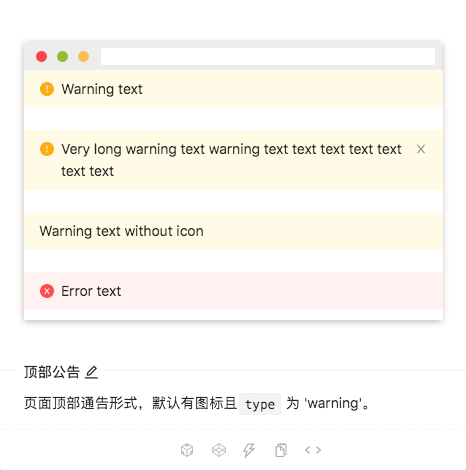 Warning text
Very long warning text warning text text text text text
text text
Warning text without icon
Error text
顶部公告
页面顶部通告形式，默认有图标且 type 为 'warning'。